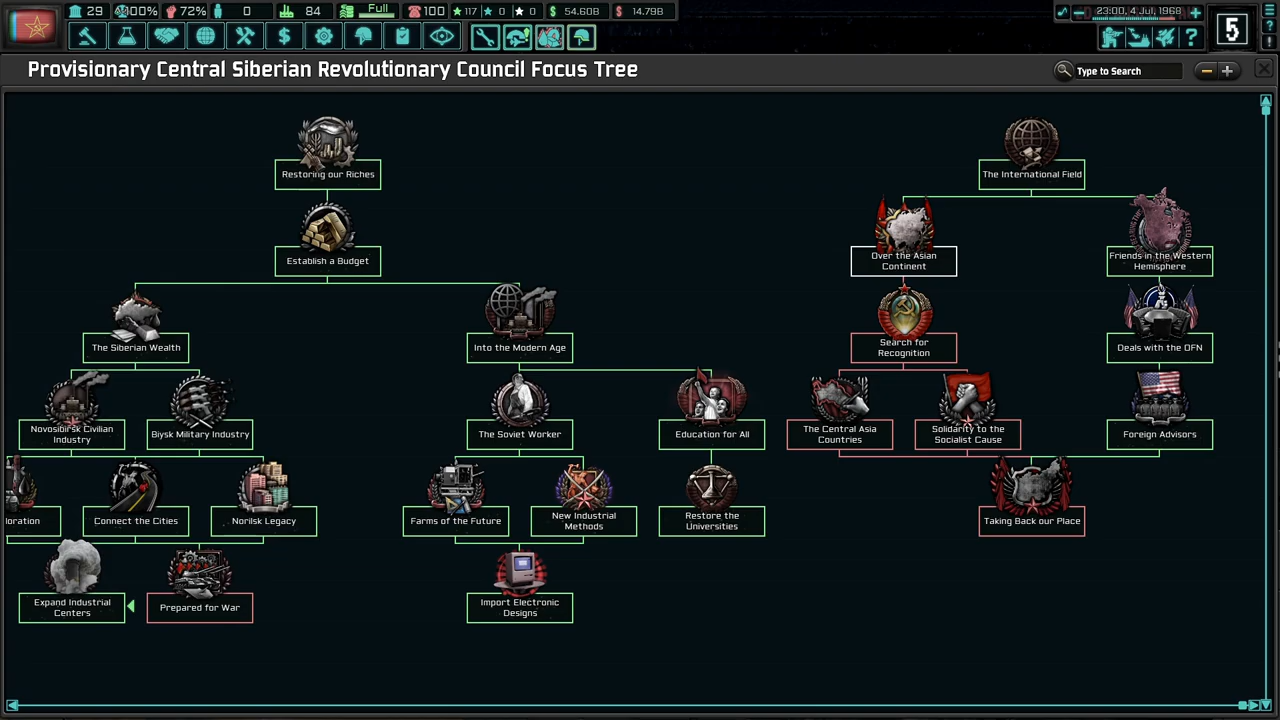 29 100% 72% 0 84 Full 100 117 0 0 54.60B 14.79B
23:00, 4 Jul, 1968
5
Provisionary Central Siberian Revolutionary Council Focus Tree
Type to Search
Restoring our Riches
The International Field
Establish a Budget
Over the Asian
Continent
Friends in the Western
Hemisphere
The Siberian Wealth
Into the Modern Age
Search for
Recognition
Deals with the OFN
Novosibirsk Civilian
Industry
Biysk Military Industry
The Soviet Worker
Education for All
The Central Asia
Countries
Solidarity to the
Socialist Cause
Foreign Advisors
loration
Connect the Cities
Norilsk Legacy
Farms of the Future
New Industrial
Methods
Restore the
Universities
Taking Back our Place
Expand Industrial
Centers
Prepared for War
Import Electronic
Designs